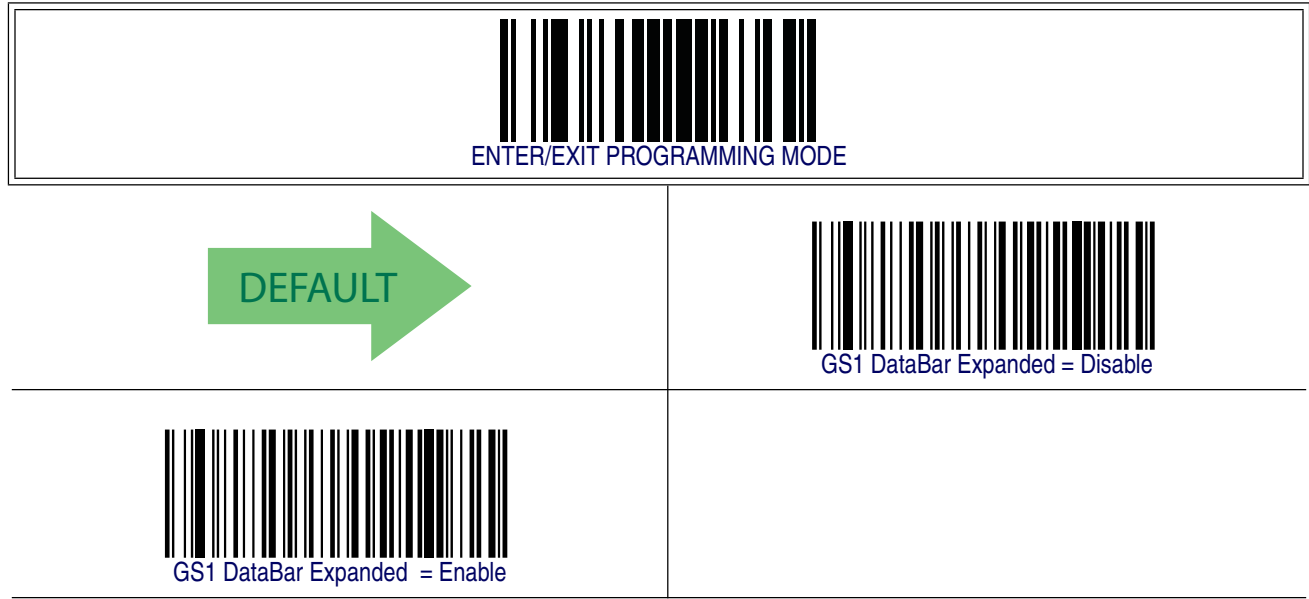 ENTER/EXIT PROGRAMMING MODE
DEFAULT
GS1 DataBar Expanded = Disable
GS1 DataBar Expanded  = Enable